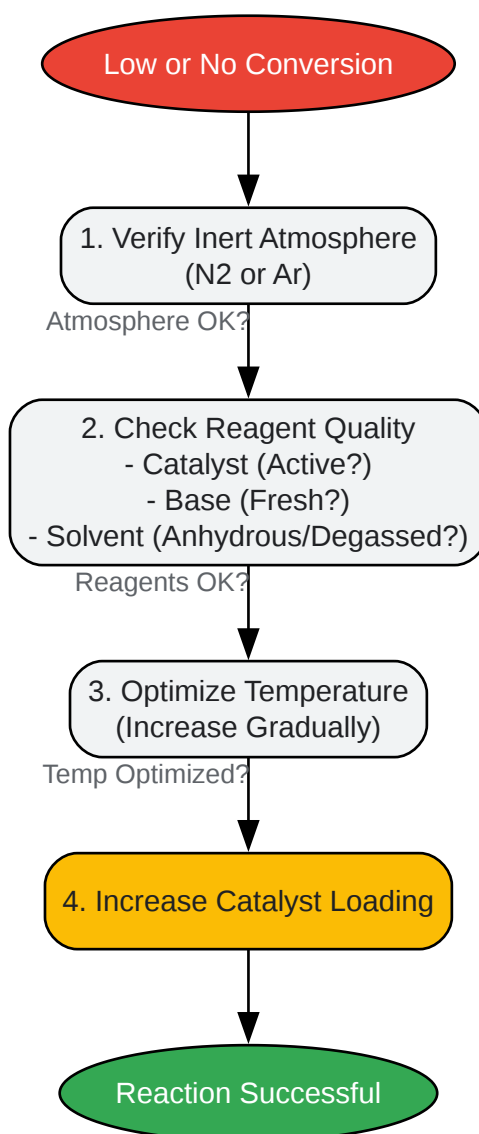 Low or No Conversion
1. Verify Inert Atmosphere
(N2 or Ar)
Atmosphere OK?
2. Check Reagent Quality
- Catalyst (Active?)
- Base (Fresh?)
- Solvent (Anhydrous/Degassed?)
Reagents OK?
3. Optimize Temperature
(Increase Gradually)
Temp Optimized?
4. Increase Catalyst Loading
Reaction Successful